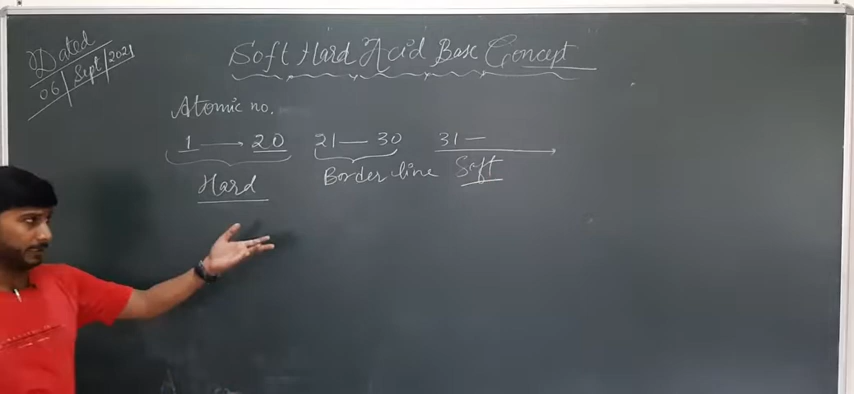 Dated
06/Sept/2021
Soft Hard Acid Base Concept
Atomic no.
1 → 20 21 — 30 31 —
Hard Border line Soft